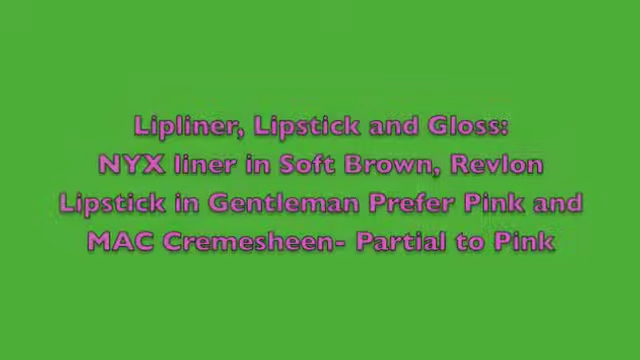 Lipliner, Lipstick and Gloss:
NYX liner in Soft Brown, Revlon
Lipstick in Gentleman Prefer Pink and
MAC Cremesheen- Partial to Pink